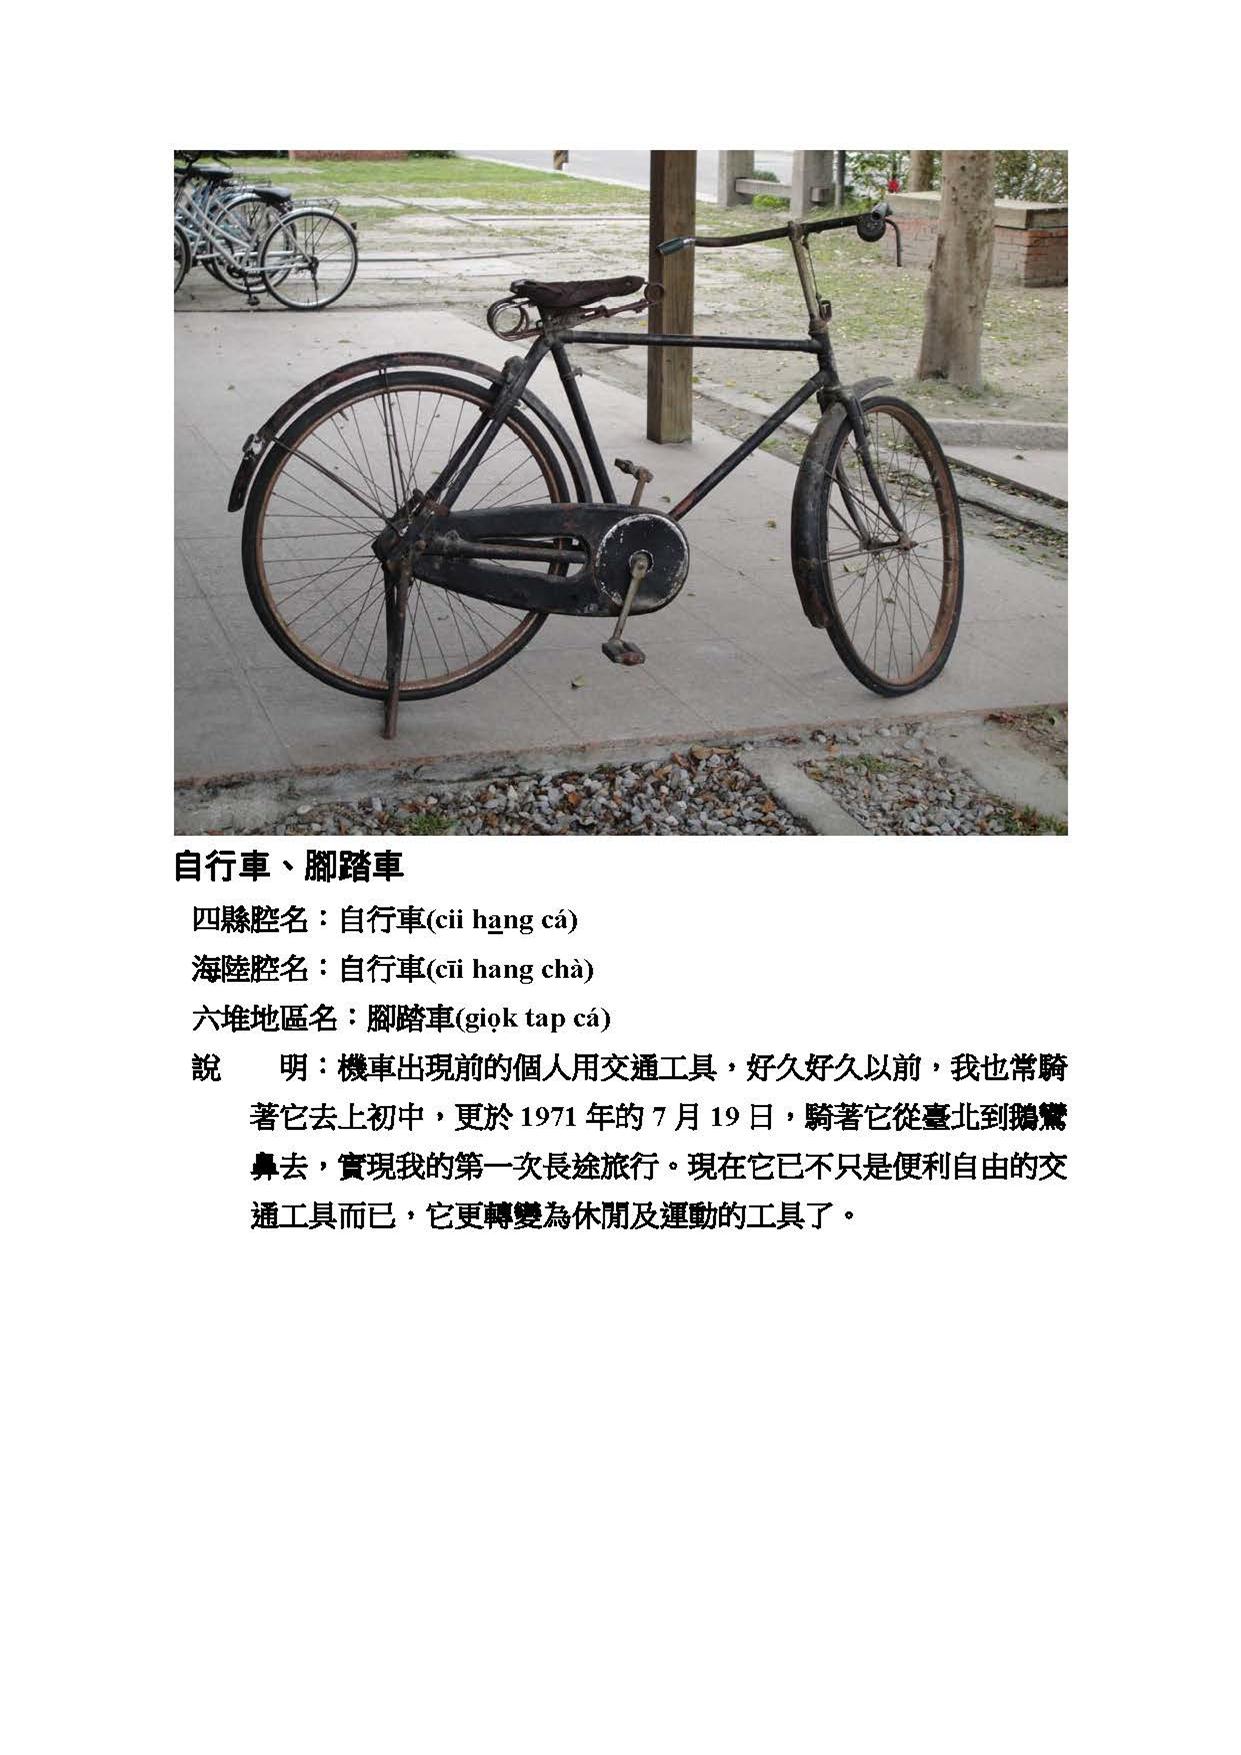 自行車、腳踏車
四縣腔名：自行車(cii ha̲ng cá)
海陸腔名：自行車(cīi hang chà)
六堆地區名：腳踏車(giọk tap cá)
說　　明：機車出現前的個人用交通工具，好久好久以前，我也常騎
著它去上初中，更於 1971 年的 7 月 19 日，騎著它從臺北到鵝鸞
鼻去，實現我的第一次長途旅行。現在它已不只是便利自由的交
通工具而已，它更轉變為休閒及運動的工具了。